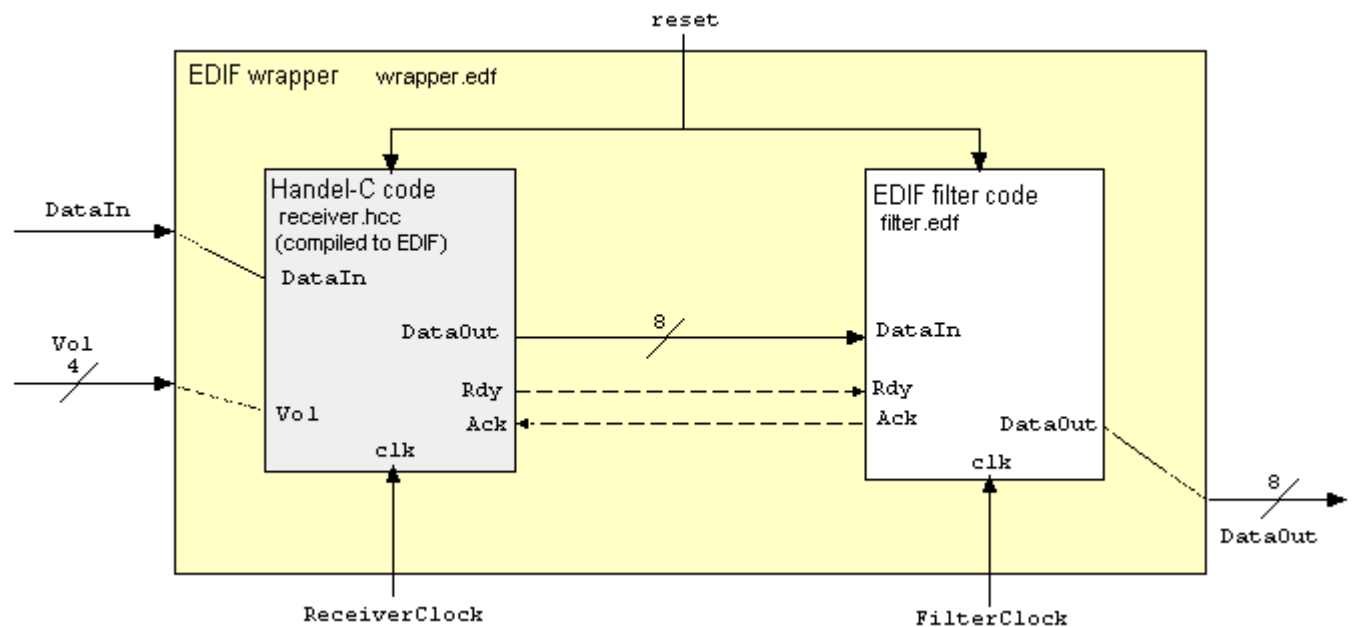 reset
EDIF wrapper wrapper.edf
Handel-C code
receiver.hcc
(compiled to EDIF)
EDIF filter code
filter.edf
DataIn
DataIn
Vol
4
Vol
DataOut
8
DataIn
Rdy
Rdy
Ack
Ack
clk
DataOut
clk
8
DataOut
ReceiverClock
FilterClock